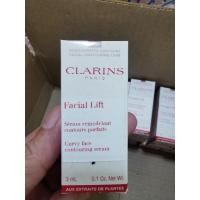 CLARINS
PARIS
Facial Lift
Sérum remodelant
contours parfaits
Curvy face
contouring serum
3 mL 0.1 Oz. Net Wt.
AUX EXTRAITS DE PLANTES